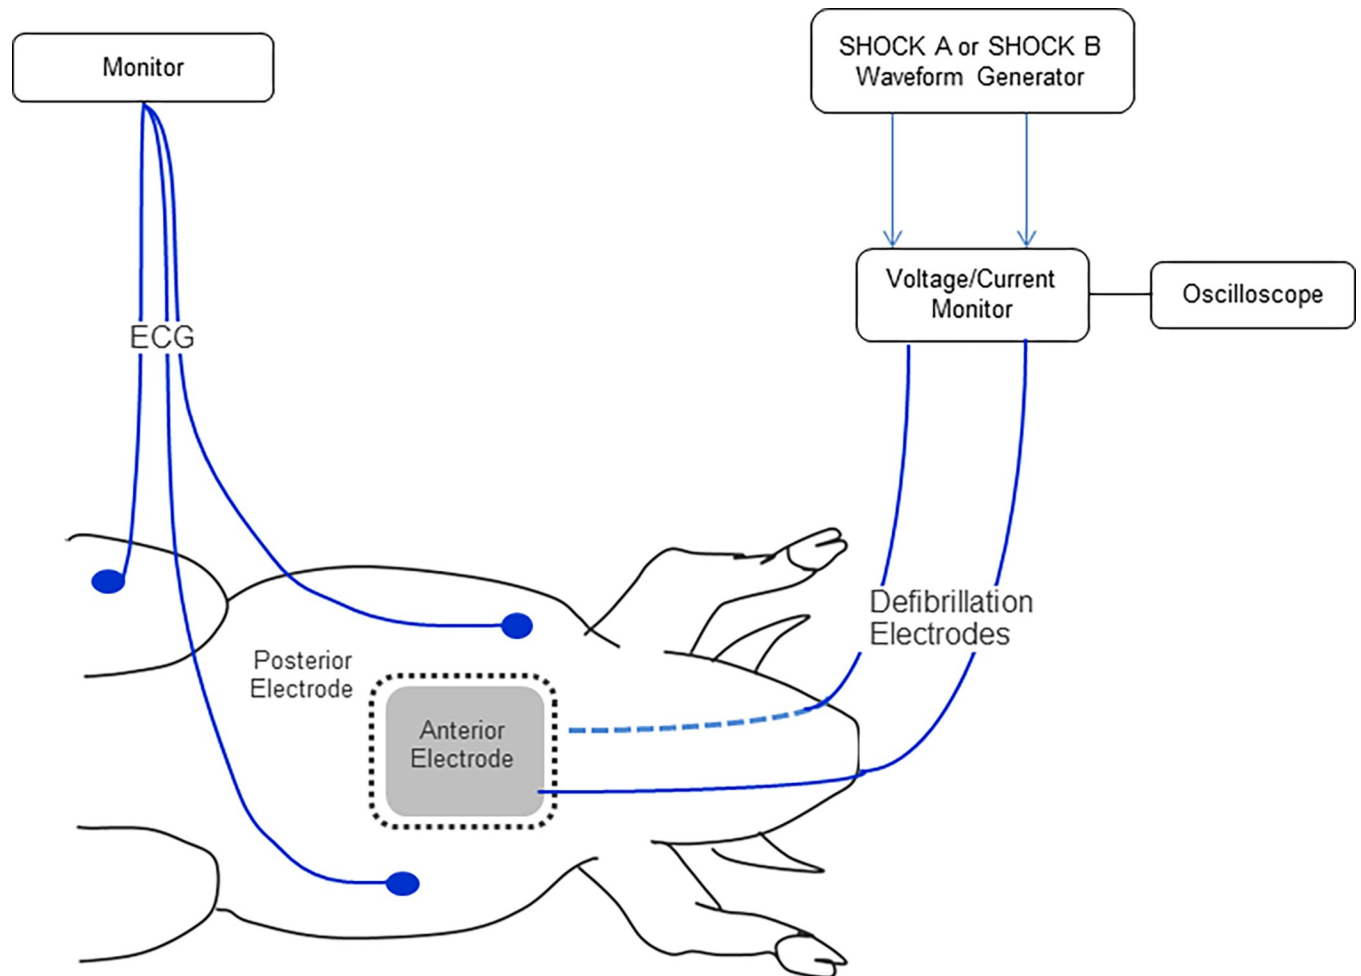 Monitor
SHOCK A or SHOCK B
Waveform Generator
Voltage/Current
Monitor
Oscilloscope
ECG
Defibrillation
Electrodes
Posterior
Electrode
Anterior
Electrode